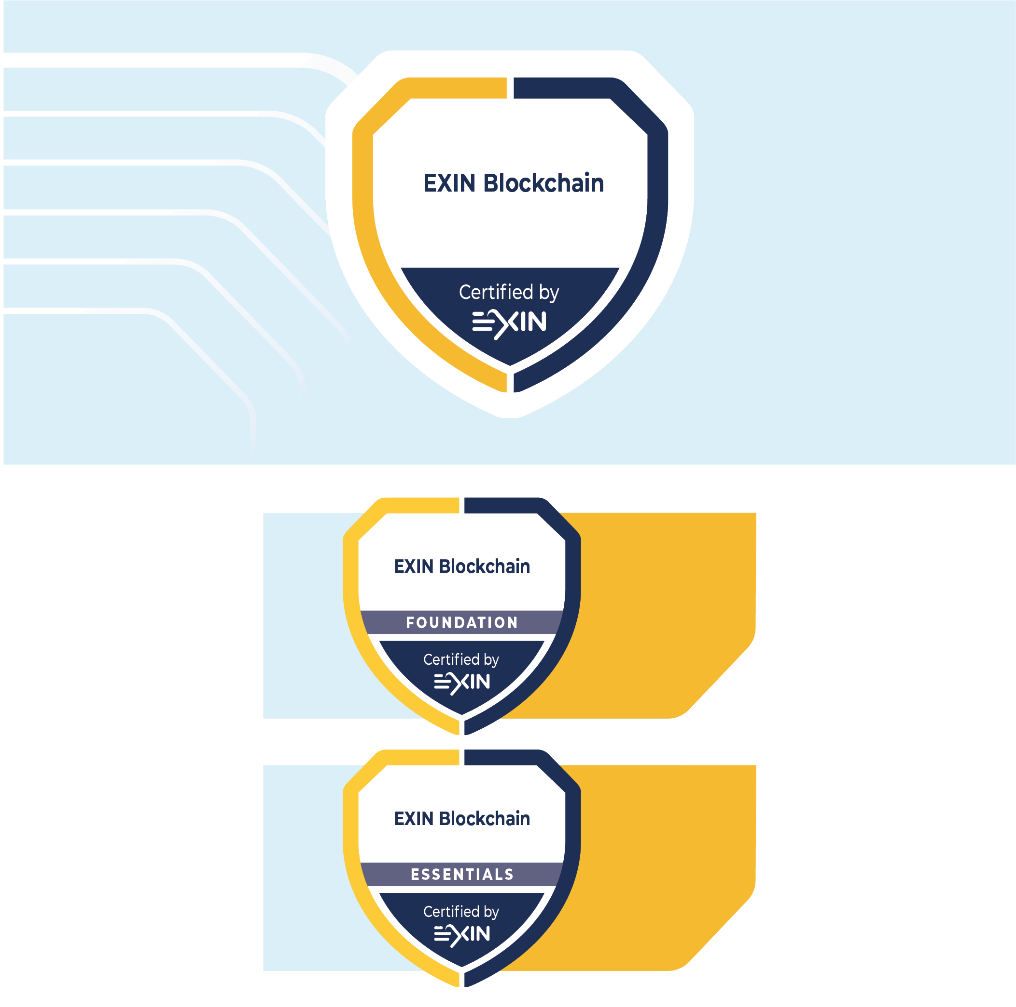 EXIN Blockchain
Certified by
EXIN
EXIN Blockchain
FOUNDATION
Certified by
EXIN
EXIN Blockchain
ESSENTIALS
Certified by
EXIN